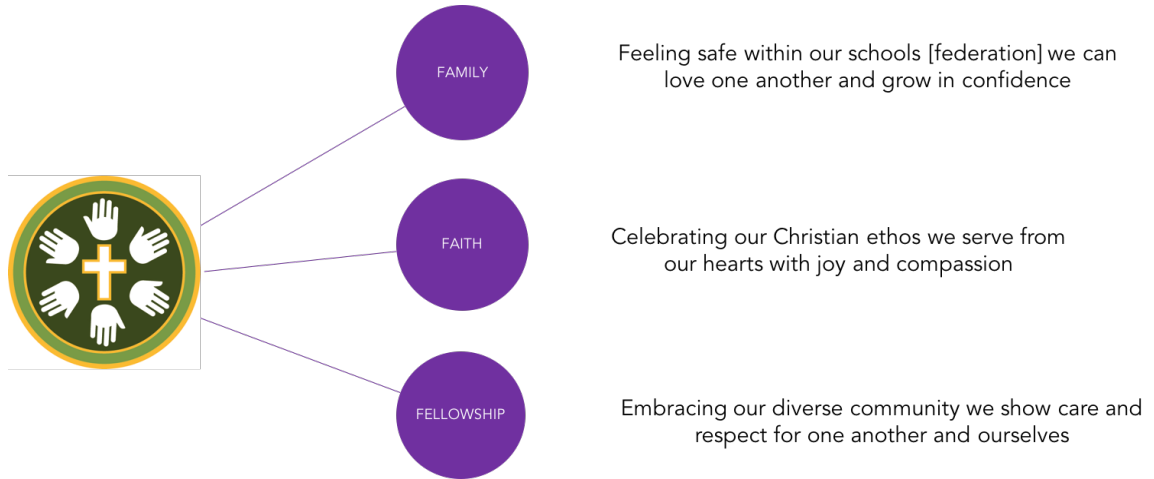 FAMILY
Feeling safe within our schools [federation] we can
love one another and grow in confidence
FAITH
Celebrating our Christian ethos we serve from
our hearts with joy and compassion
FELLOWSHIP
Embracing our diverse community we show care and
respect for one another and ourselves